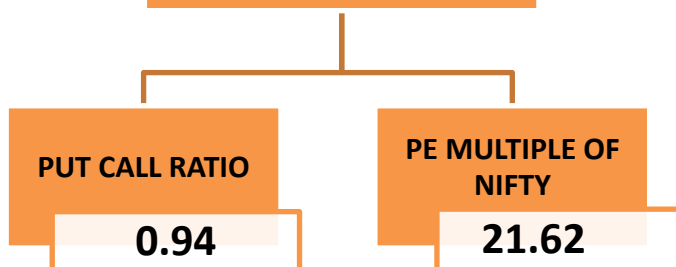 PUT CALL RATIO
0.94
PE MULTIPLE OF
NIFTY
21.62